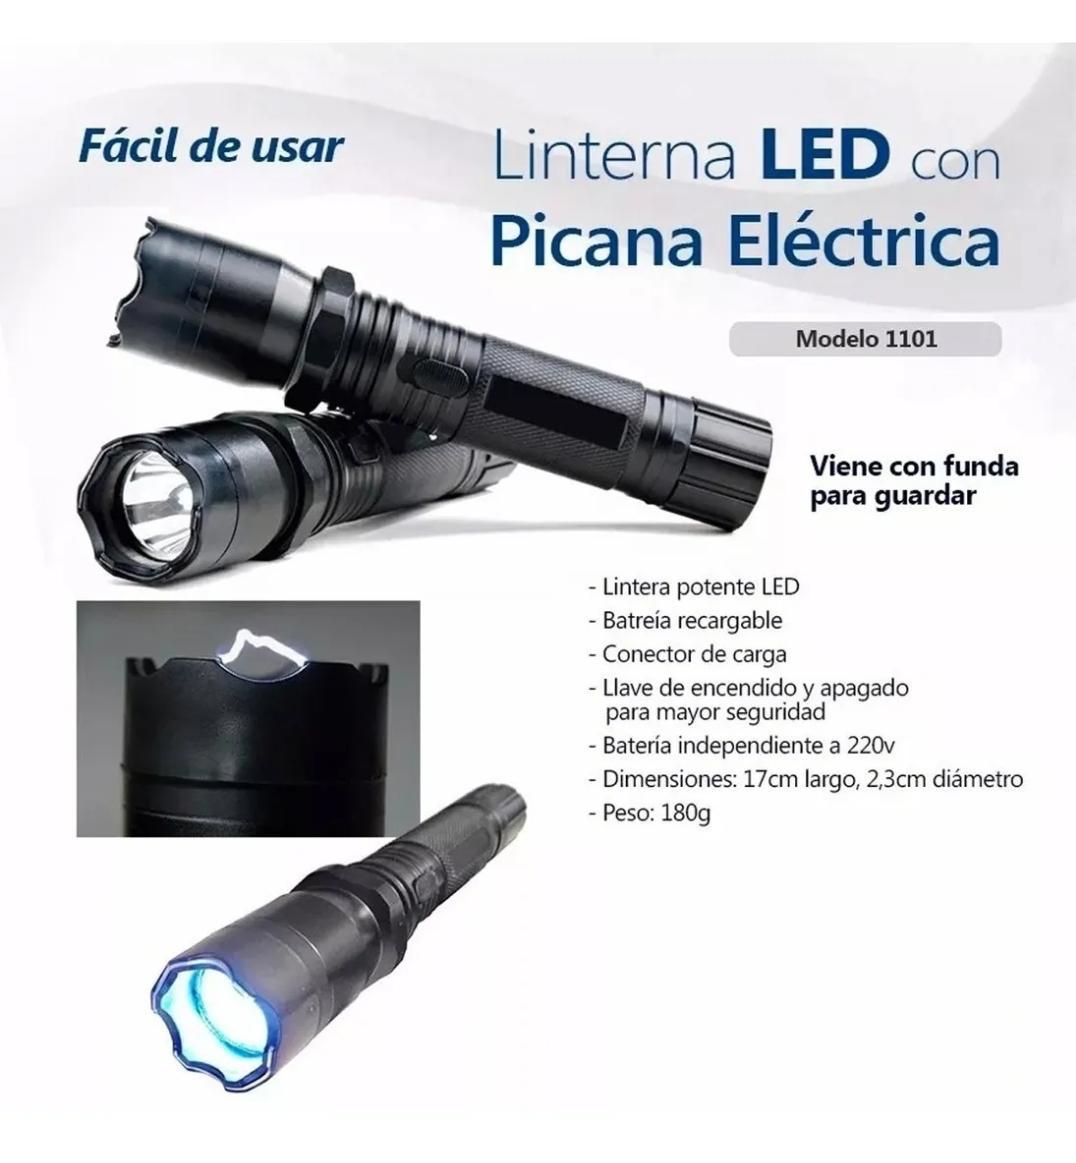 Fácil de usar
Linterna LED con
Picana Eléctrica
Modelo 1101
Viene con funda
para guardar
- Lintera potente LED
- Batreía recargable
- Conector de carga
- Llave de encendido y apagado
para mayor seguridad
- Batería independiente a 220v
- Dimensiones: 17cm largo, 2,3cm diámetro
- Peso: 180g